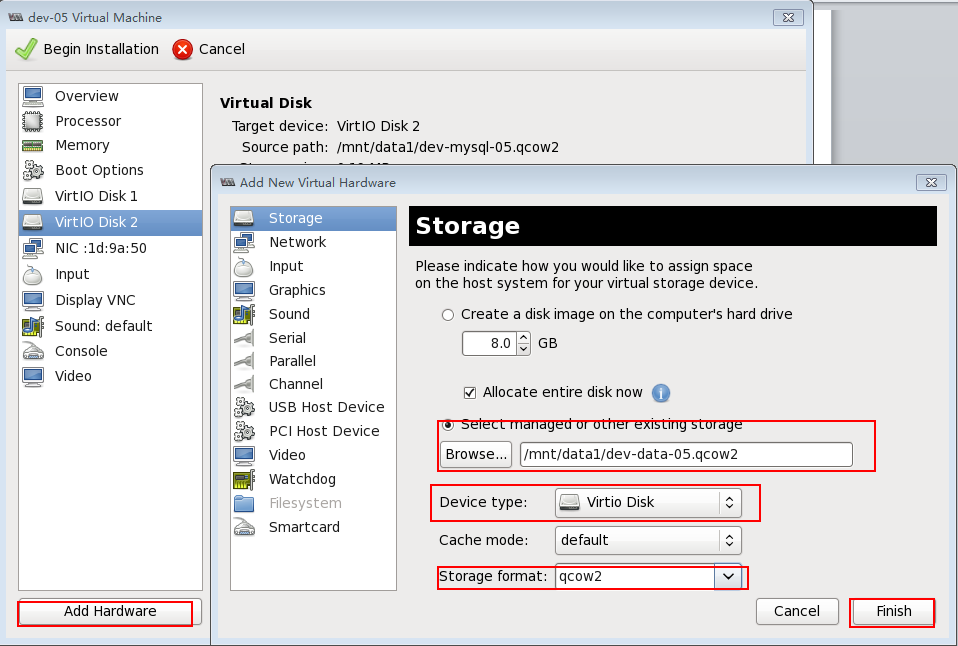 dev-05 Virtual Machine
Begin Installation
Cancel
Overview
Processor
Memory
Boot Options
VirtIO Disk 1
VirtIO Disk 2
NIC :1d:9a:50
Input
Display VNC
Sound: default
Console
Video
Add Hardware
Virtual Disk
Target device: VirtIO Disk 2
Source path: /mnt/data1/dev-mysql-05.qcow2
Add New Virtual Hardware
Storage
Network
Input
Graphics
Sound
Serial
Parallel
Channel
USB Host Device
PCI Host Device
Video
Watchdog
Filesystem
Smartcard
Storage
Please indicate how you would like to assign space
on the host system for your virtual storage device.
Create a disk image on the computer's hard drive
8.0 GB
Allocate entire disk now
Select managed or other existing storage
Browse... /mnt/data1/dev-data-05.qcow2
Device type: Virtio Disk
Cache mode: default
Storage format: qcow2
Cancel Finish